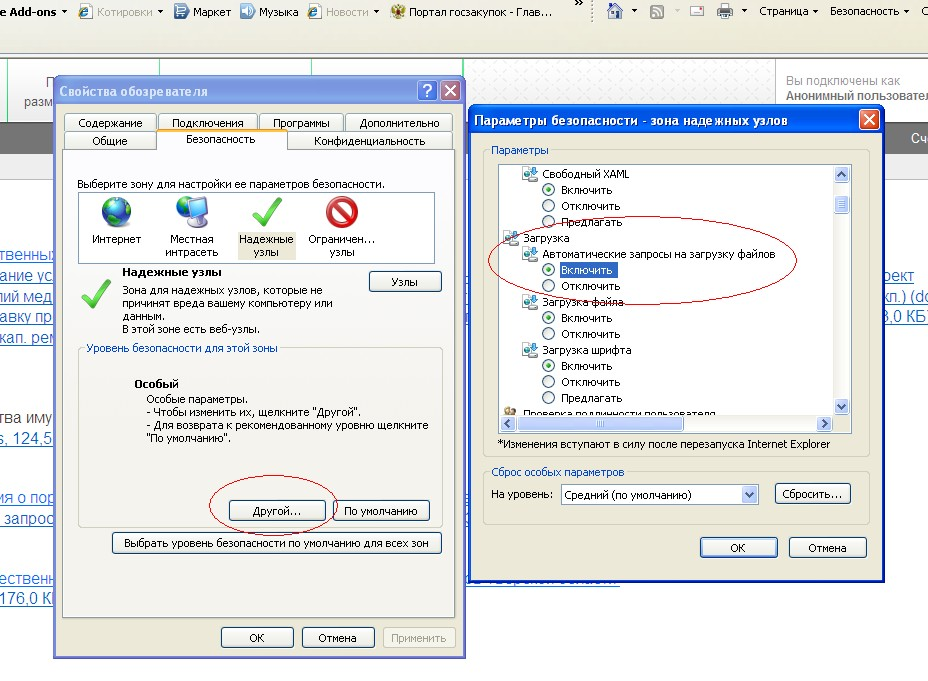 e Add-ons
Котировки
Маркет
Музыка
Новости
Портал госзакупок - Глав...
»
Страница
Безопасность
Вы подключены как
Анонимный пользовател
Свойства обозревателя
Содержание
Подключения
Программы
Дополнительно
Общие
Безопасность
Конфиденциальность
Выберите зону для настройки ее параметров безопасности.
Интернет
Местная
интрасеть
Надежные
узлы
Ограничен...
узлы
Надежные узлы
Узлы
Зона для надежных узлов, которые не
причинят вреда вашему компьютеру или
данным.
В этой зоне есть веб-узлы.
Уровень безопасности для этой зоны
Особый
Особые параметры.
- Чтобы изменить их, щелкните "Другой".
- Для возврата к рекомендованному уровню щелкните
"По умолчанию".
Другой...
По умолчанию
Выбрать уровень безопасности по умолчанию для всех зон
OK
Отмена
Применить
Параметры безопасности - зона надежных узлов
Параметры
Свободный XAML
Включить
Отключить
Предлагать
Загрузка
Автоматические запросы на загрузку файлов
Включить
Отключить
Загрузка файла
Включить
Отключить
Загрузка шрифта
Включить
Отключить
Предлагать
Проверка подлинности пользователя
*Изменения вступают в силу после перезапуска Internet Explorer
Сброс особых параметров
На уровень:
Средний (по умолчанию)
Сбросить...
OK
Отмена